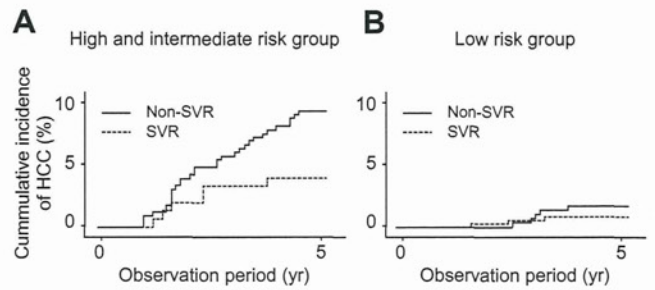 A
High and intermediate risk group
Cummulative incidence
of HCC (%)
10
5
0
Non-SVR
SVR
0
5
Observation period (yr)
B
Low risk group
10
5
0
Non-SVR
SVR
0
5
Observation period (yr)